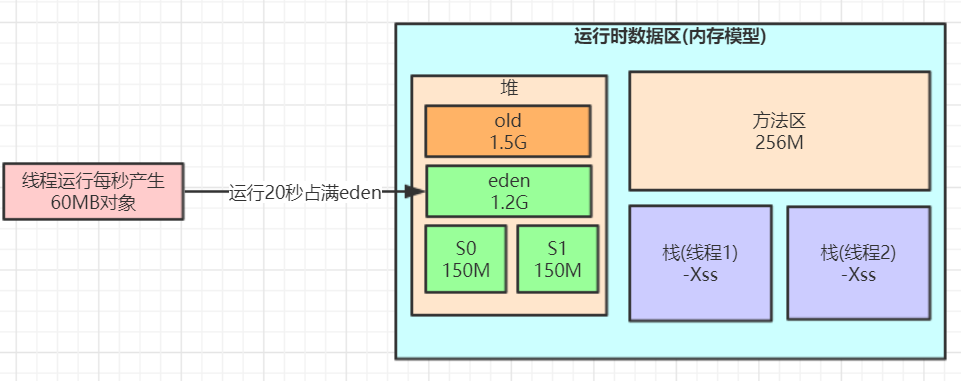 运行时数据区(内存模型)
堆
old
1.5G
方法区
256M
线程运行每秒产生
60MB对象
运行20秒占满eden
eden
1.2G
S0
150M
S1
150M
栈(线程1)
-Xss
栈(线程2)
-Xss